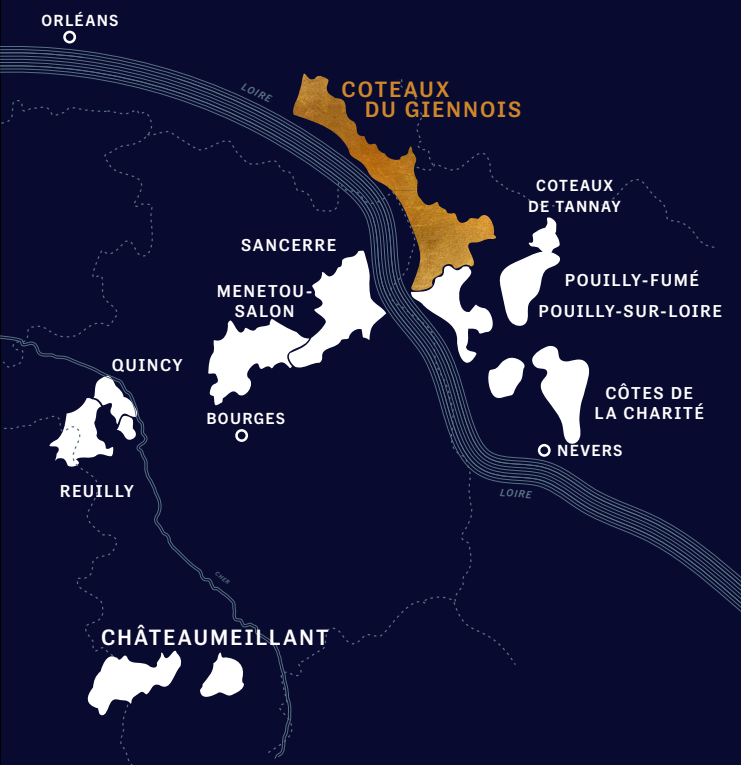 ORLÉANS
LOIRE
COTEAUX
DU GIENNOIS
COTEAUX
DE TANNAY
SANCERRE
MENETOU-
SALON
POUILLY-FUMÉ
POUILLY-SUR-LOIRE
QUINCY
CÔTES DE
LA CHARITÉ
BOURGES
NEVERS
REUILLY
LOIRE
CHER
CHÂTEAUMEILLANT